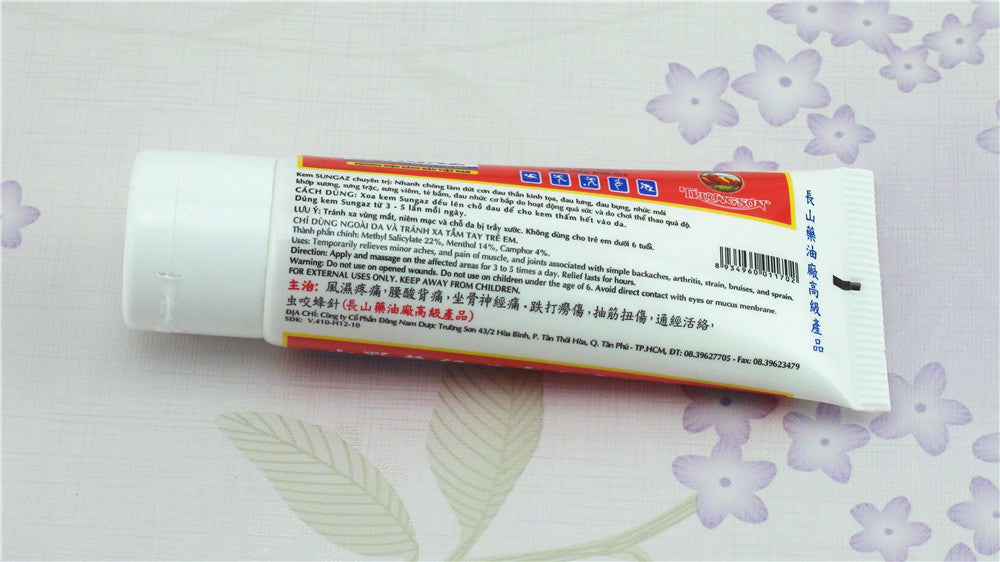 THƯƠNG HIỆU HÀNG ĐẦU VIỆT NAM
TRUONGSON
Kem SUNGAZ chuyên trị: Nhanh chóng làm dứt cơn đau thần kinh tọa, đau lưng, đau bụng, nhức mỏi
khớp xương, sưng trặc, sưng viêm, tê bầm, đau nhức cơ bắp do hoạt động quá sức và do chơi thể thao quá độ.
CÁCH DÙNG: Xoa kem Sungaz đều lên chỗ đau để cho kem thấm hết vào da.
Dùng kem Sungaz từ 3 - 5 lần mỗi ngày.
LƯU Ý: Tránh xa vùng mắt, niêm mạc và chỗ da bị trầy xước. Không dùng cho trẻ em dưới 6 tuổi.
CHỈ DÙNG NGOÀI DA VÀ TRÁNH XA TẦM TAY TRẺ EM.
Thành phần chính: Methyl Salicylate 22%, Menthol 14%, Camphor 4%.
Uses: Temporarily relieves minor aches, and pain of muscle, and joints associated with simple backaches, arthritis, strain, bruises, and sprain.
Direction: Apply and massage on the affected areas for 3 to 5 times a day. Relief lasts for hours.
Warning: Do not use on opened wounds. Do not use on children under the age of 6. Avoid direct contact with eyes or mucus menbrane.
FOR EXTERNAL USES ONLY. KEEP AWAY FROM CHILDREN.
主治：風濕疼痛，腰酸背痛，坐骨神經痛．跌打癆傷，抽筋扭傷，通經活絡，
虫咬蜂針(長山藥油廠高級產品)
ĐỊA CHỈ: Công ty Cổ Phần Đông Nam Dược Trường Sơn 43/2 Hòa Bình, P. Tân Thới Hòa, Q. Tân Phú - TP.HCM, ĐT: 08.39627705 - Fax: 08.39623479
SDK: V.410-H12-10
8 934960 011702
長山藥油廠高級產品